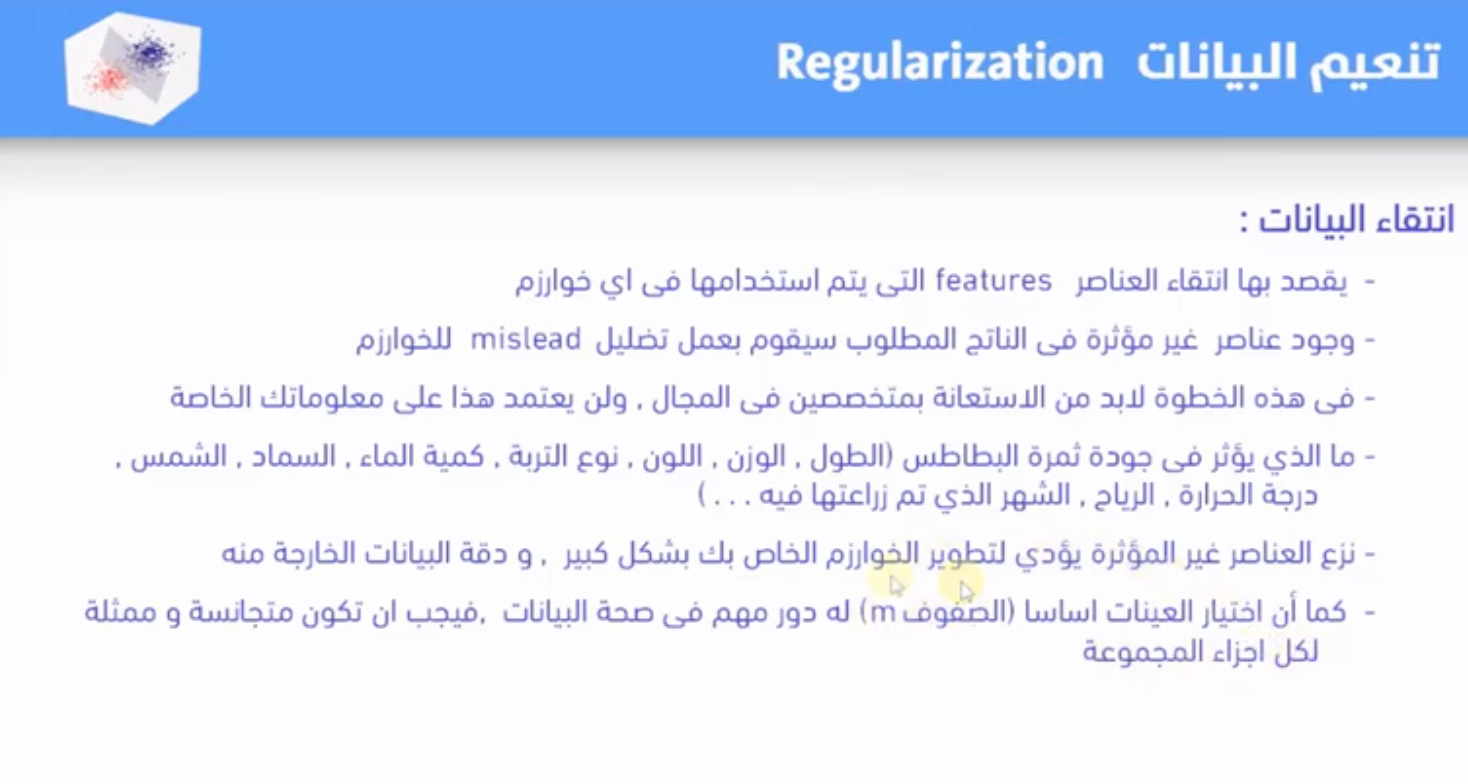 تنعيم البيانات Regularization
انتقاء البيانات :
- يقصد بها انتقاء العناصر features التى يتم استخدامها فى اي خوارزم
- وجود عناصر غير مؤثرة فى الناتج المطلوب سيقوم بعمل تضليل mislead للخوارزم
- فى هذه الخطوة لابد من الاستعانة بمتخصصين فى المجال , ولن يعتمد هذا على معلوماتك الخاصة
- ما الذي يؤثر فى جودة ثمرة البطاطس (الطول , الوزن , اللون , نوع التربة , كمية الماء , السماد , الشمس ,
درجة الحرارة , الرياح , الشهر الذي تم زراعتها فيه . . . )
- نزع العناصر غير المؤثرة يؤدي لتطوير الخوارزم الخاص بك بشكل كبير , و دقة البيانات الخارجة منه
- كما أن اختيار العينات اساسا (الصفوف m) له دور مهم فى صحة البيانات ,فيجب ان تكون متجانسة و ممثلة
لكل اجزاء المجموعة